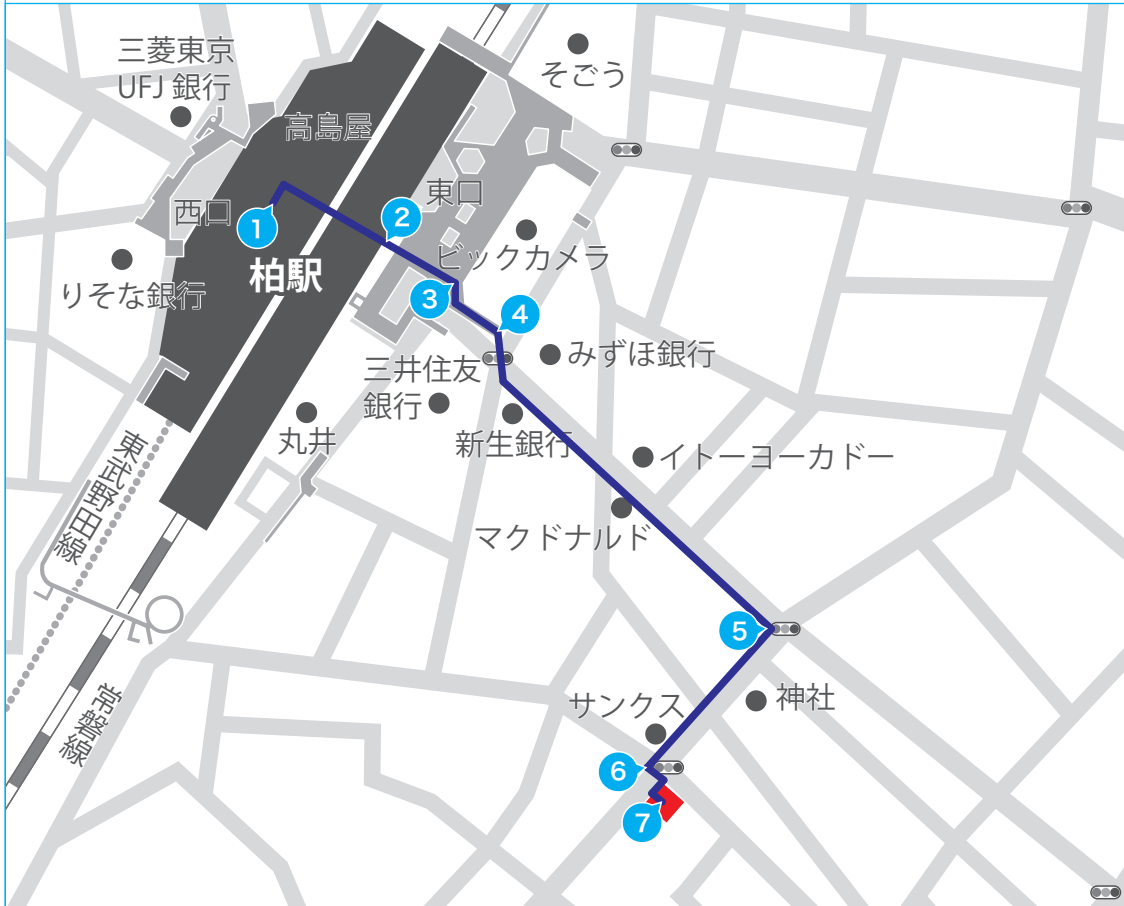 三菱東京
UFJ 銀行
そごう
高島屋
東口
西口
1
2
柏駅
ビックカメラ
りそな銀行
3
4
みずほ銀行
三井住友
銀行
丸井
新生銀行
イトーヨーカドー
マクドナルド
東武野田線
5
常磐線
サンクス
神社
6
7